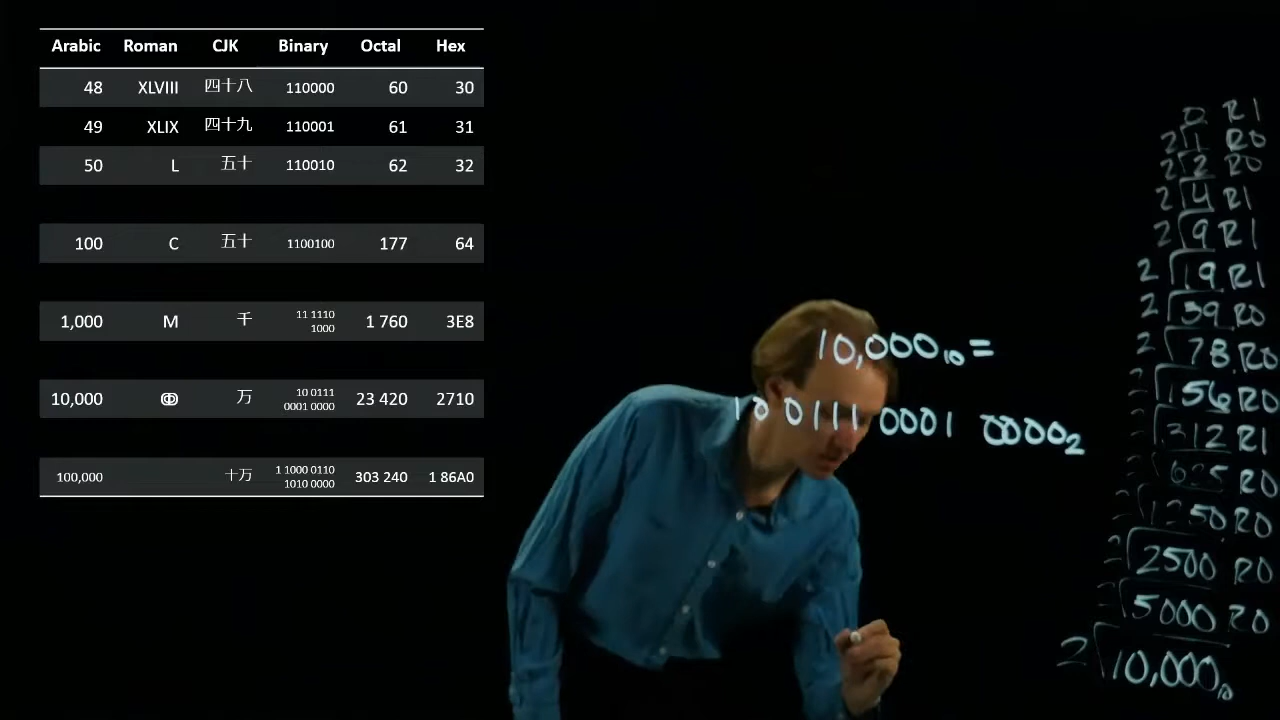 Arabic Roman CJK Binary Octal Hex
48 XLVIII 四十八 110000 60 30
49 XLIX 四十九 110001 61 31
50 L 五十 110010 62 32
100 C 五十 1100100 177 64
1,000 M 千 11 1110 1000 1 760 3E8
10,000 ↂ 万 10 0111 0001 0000 23 420 2710
100,000 十万 1 1000 0110 1010 0000 303 240 1 86A0
10,000₁₀ =
10 0111 0001 0000₂
0 R1
2 1 R0
2 2 R0
2 4 R1
2 9 R1
2 19 R1
2 39 R0
2 78 R0
2 156 R0
2 312 R1
2 625 R0
2 1250 R0
2 2500 R0
2 5000 R0
2 10,000₁₀